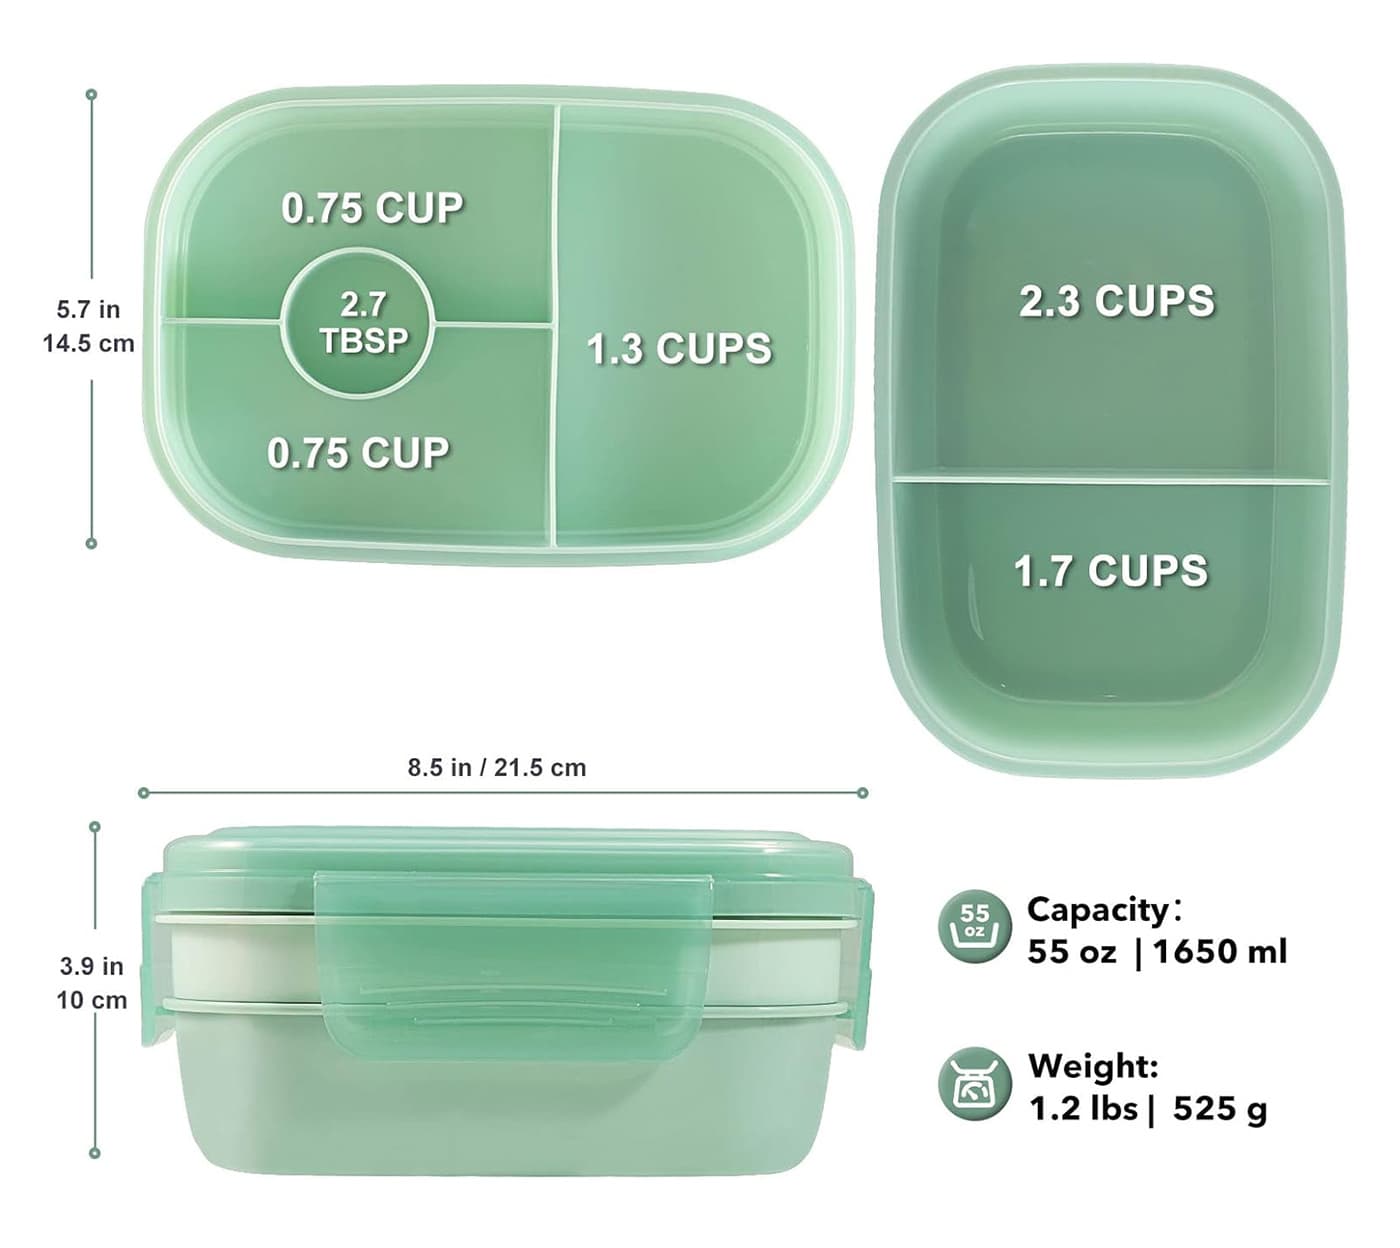 0.75 CUP
2.7
TBSP
0.75 CUP
1.3 CUPS
5.7 in
14.5 cm
2.3 CUPS
1.7 CUPS
8.5 in / 21.5 cm
3.9 in
10 cm
55
oz
Capacity:
55 oz | 1650 ml
Weight:
1.2 lbs | 525 g